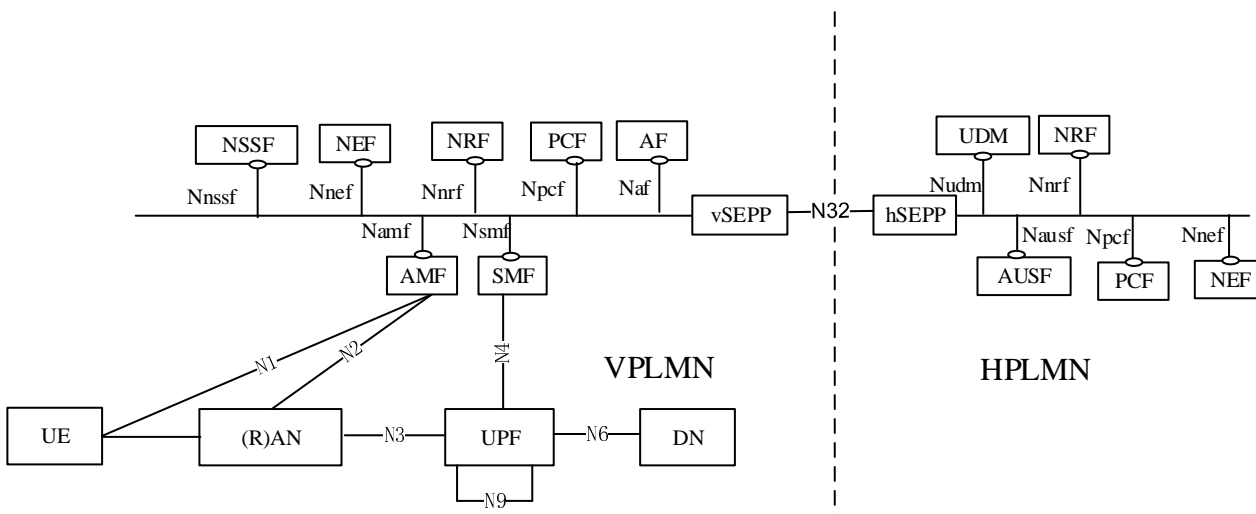 NSSF
NEF
NRF
PCF
AF
UDM
NRF
Nnssf
Nnef
Nnrf
Npcf
Naf
Nudm
Nnrf
vSEPP
N32
hSEPP
Namf
Nsmf
Nausf
Npcf
Nnef
AMF
SMF
AUSF
PCF
NEF
N1
N2
N4
VPLMN
HPLMN
UE
(R)AN
N3
UPF
N6
DN
N9